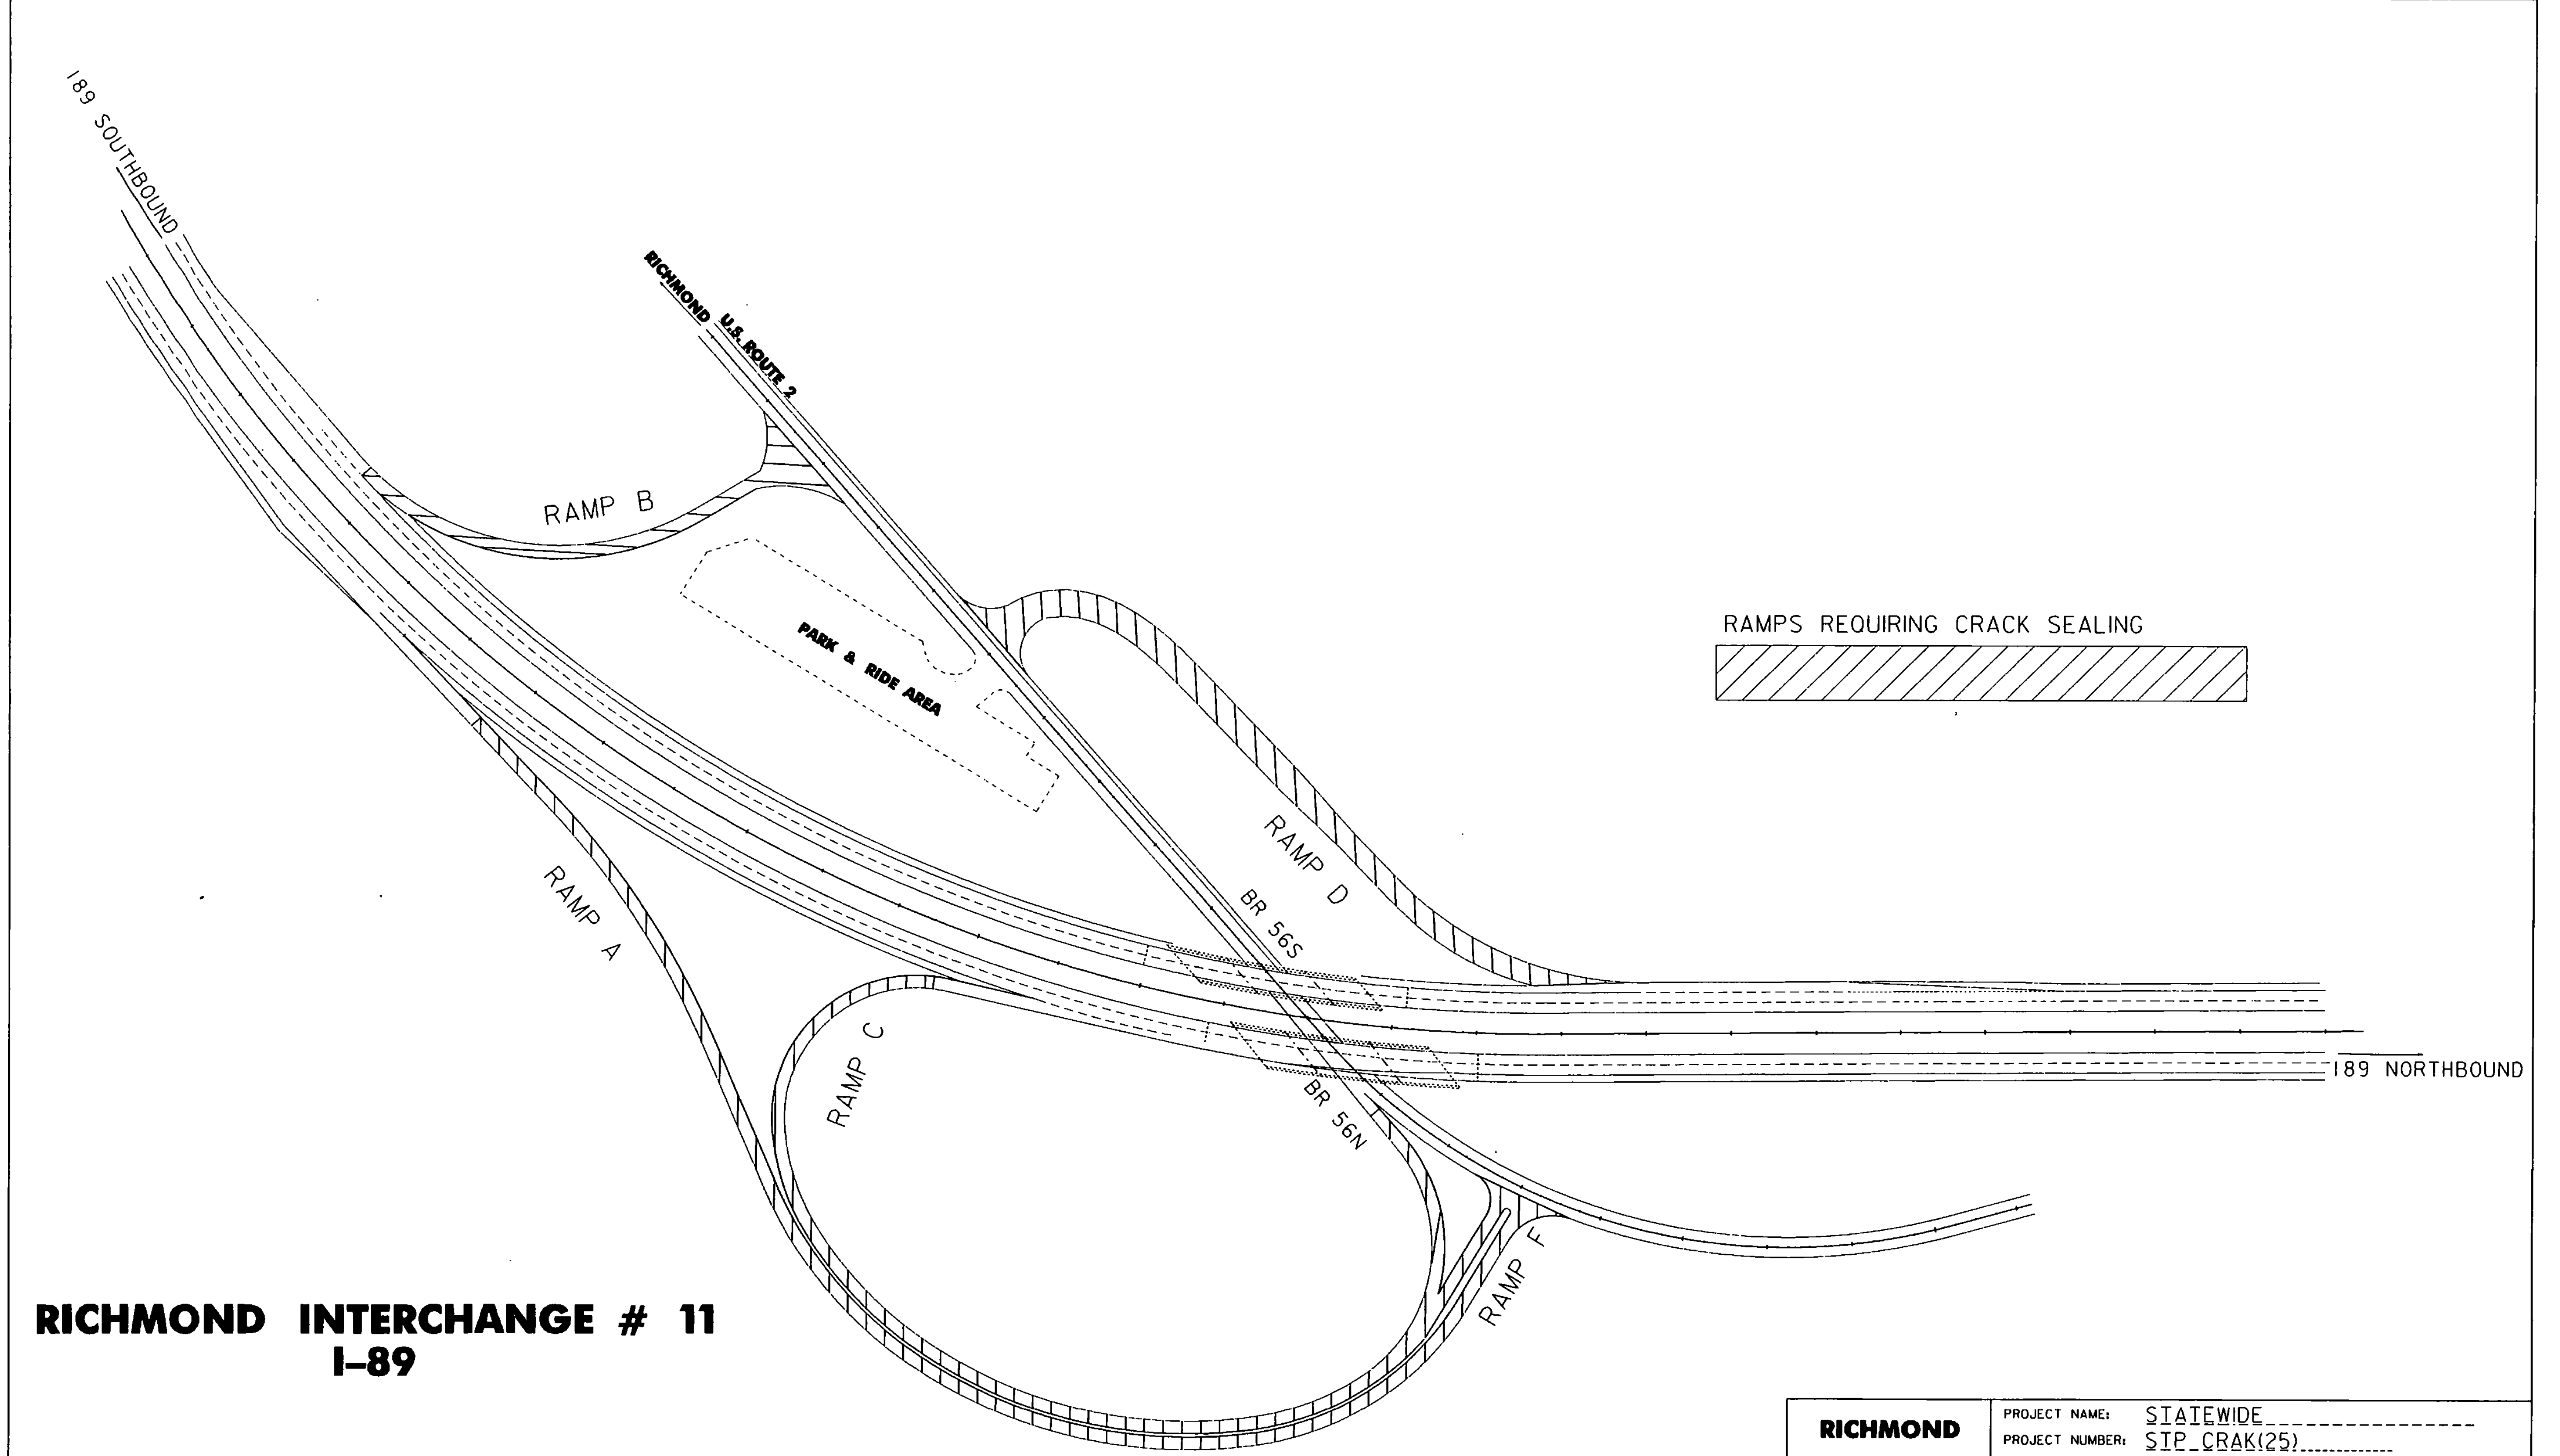 I89 SOUTHBOUND
RICHMOND U.S. ROUTE 2
RAMP B
PARK & RIDE AREA
RAMPS REQUIRING CRACK SEALING
RAMP D
RAMP A
BR 56S
RAMP C
I89 NORTHBOUND
BR 56N
RAMP F
RICHMOND INTERCHANGE # 11
I-89
RICHMOND
PROJECT NAME: STATEWIDE
PROJECT NUMBER: STP CRAK(25)